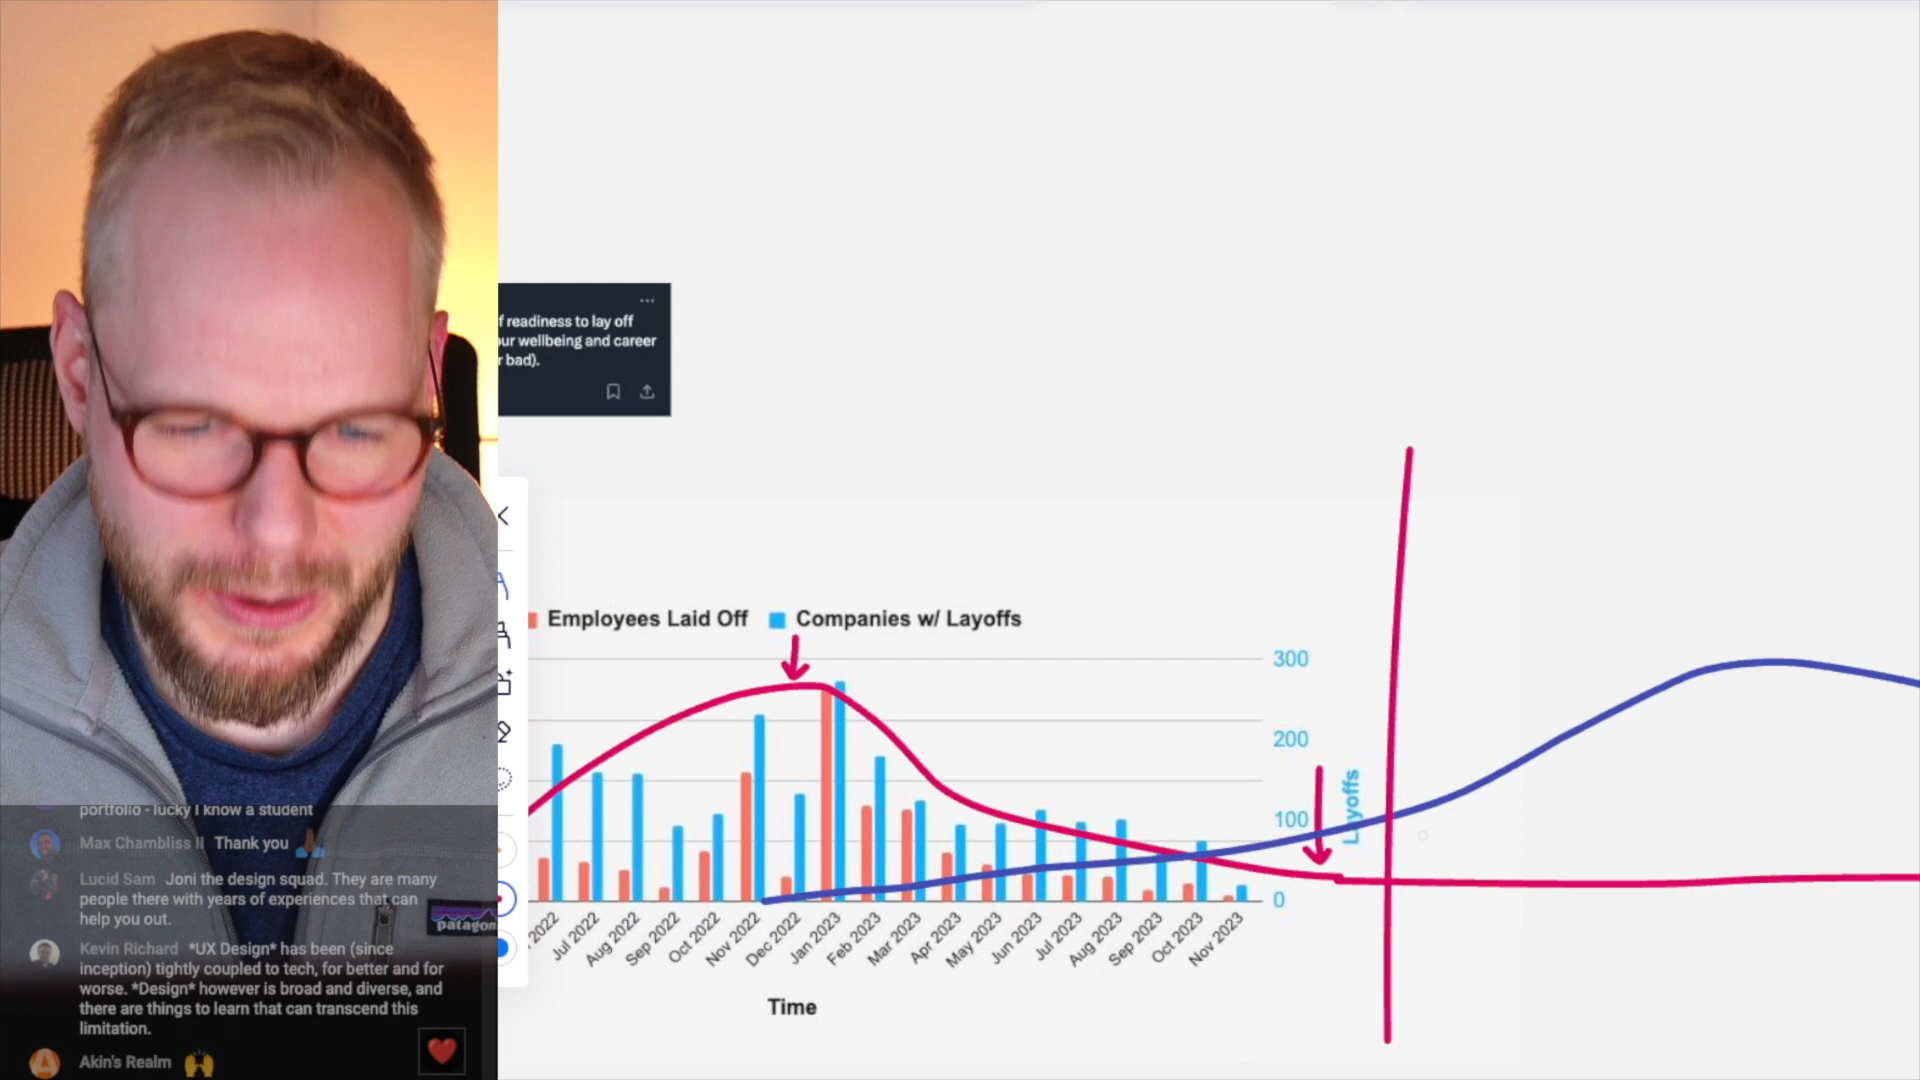 f readiness to lay off
ur wellbeing and career
r bad).
Employees Laid Off
Companies w/ Layoffs
300
200
100
0
Layoffs
2022
Jul 2022
Aug 2022
Sep 2022
Oct 2022
Nov 2022
Dec 2022
Jan 2023
Feb 2023
Mar 2023
Apr 2023
May 2023
Jun 2023
Jul 2023
Aug 2023
Sep 2023
Oct 2023
Nov 2023
Time
patagon
portfolio - lucky I know a student
Max Chambliss II Thank you 🙏🏾
Lucid Sam Joni the design squad. They are many
people there with years of experiences that can
help you out.
Kevin Richard *UX Design* has been (since
inception) tightly coupled to tech, for better and for
worse. *Design* however is broad and diverse, and
there are things to learn that can transcend this
limitation.
Akin's Realm 🙌